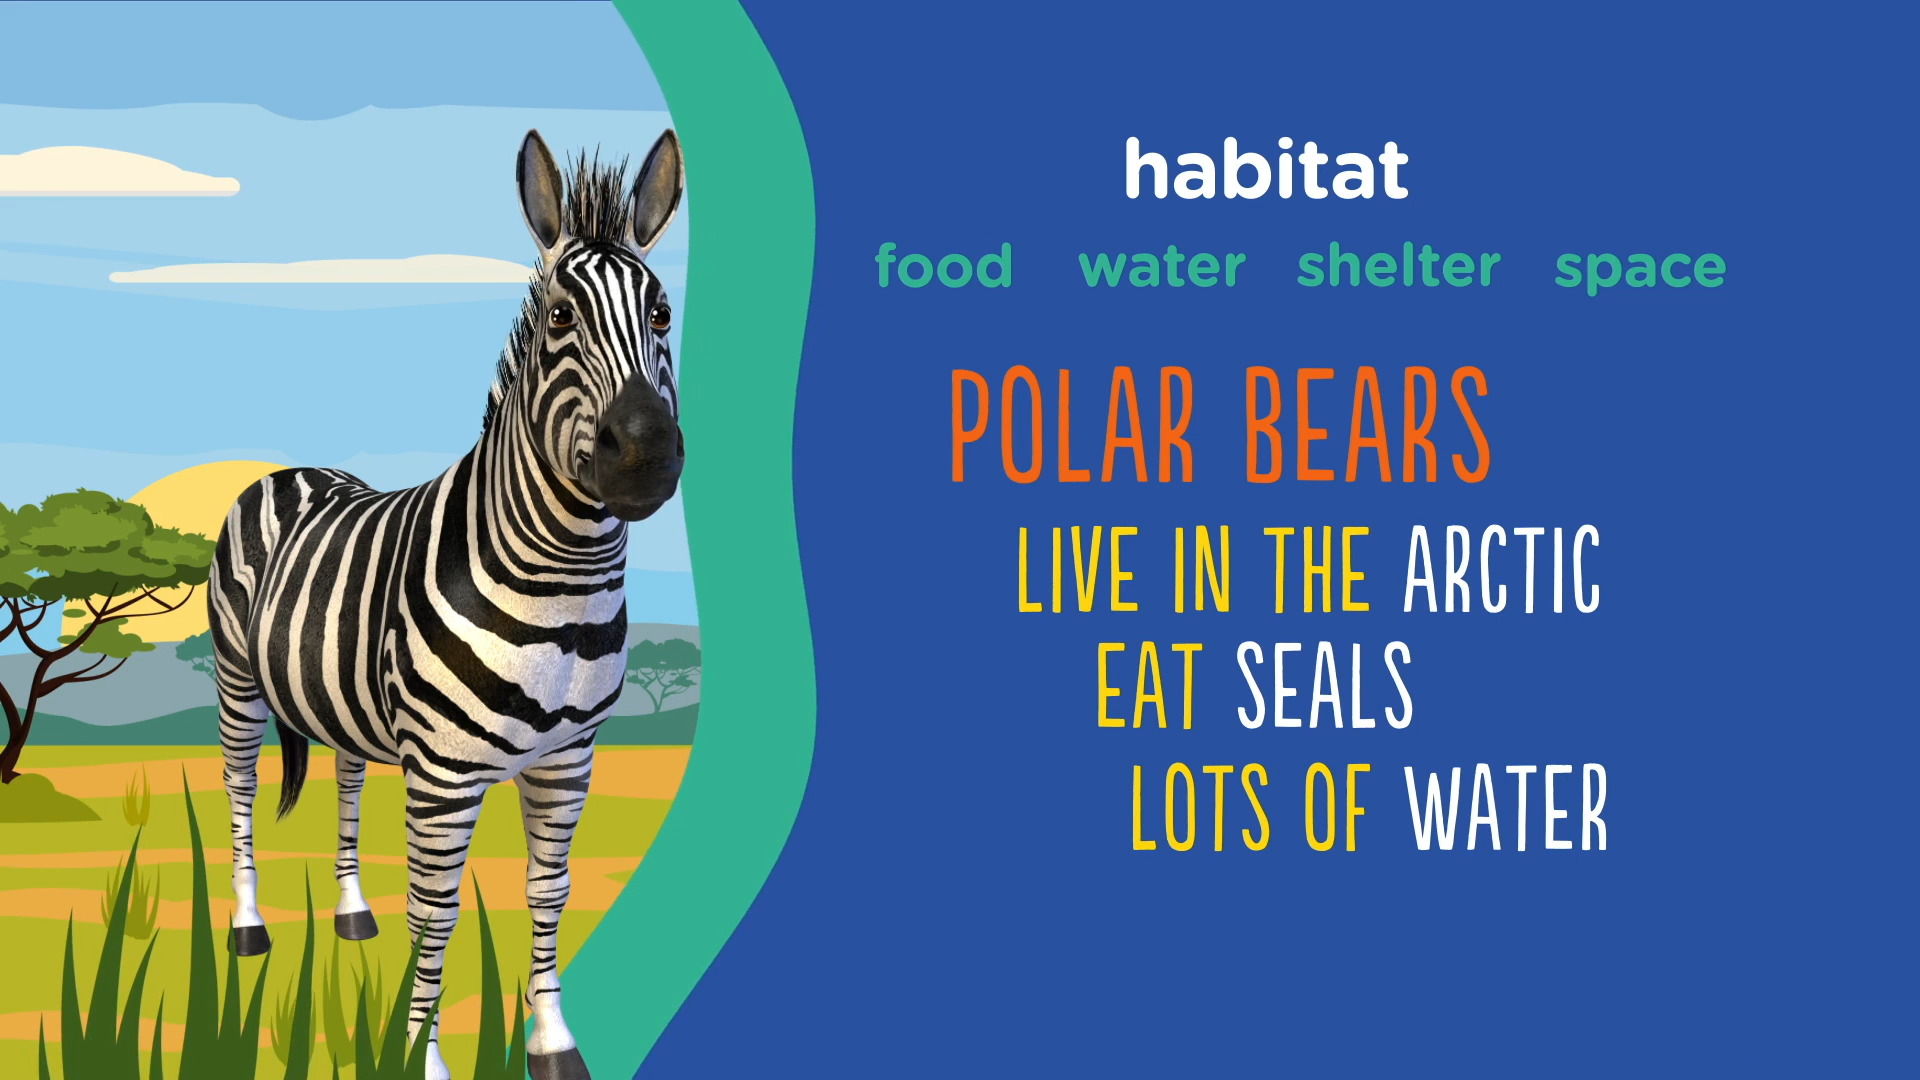 habitat
food water shelter space
POLAR BEARS
LIVE IN THE ARCTIC
EAT SEALS
LOTS OF WATER